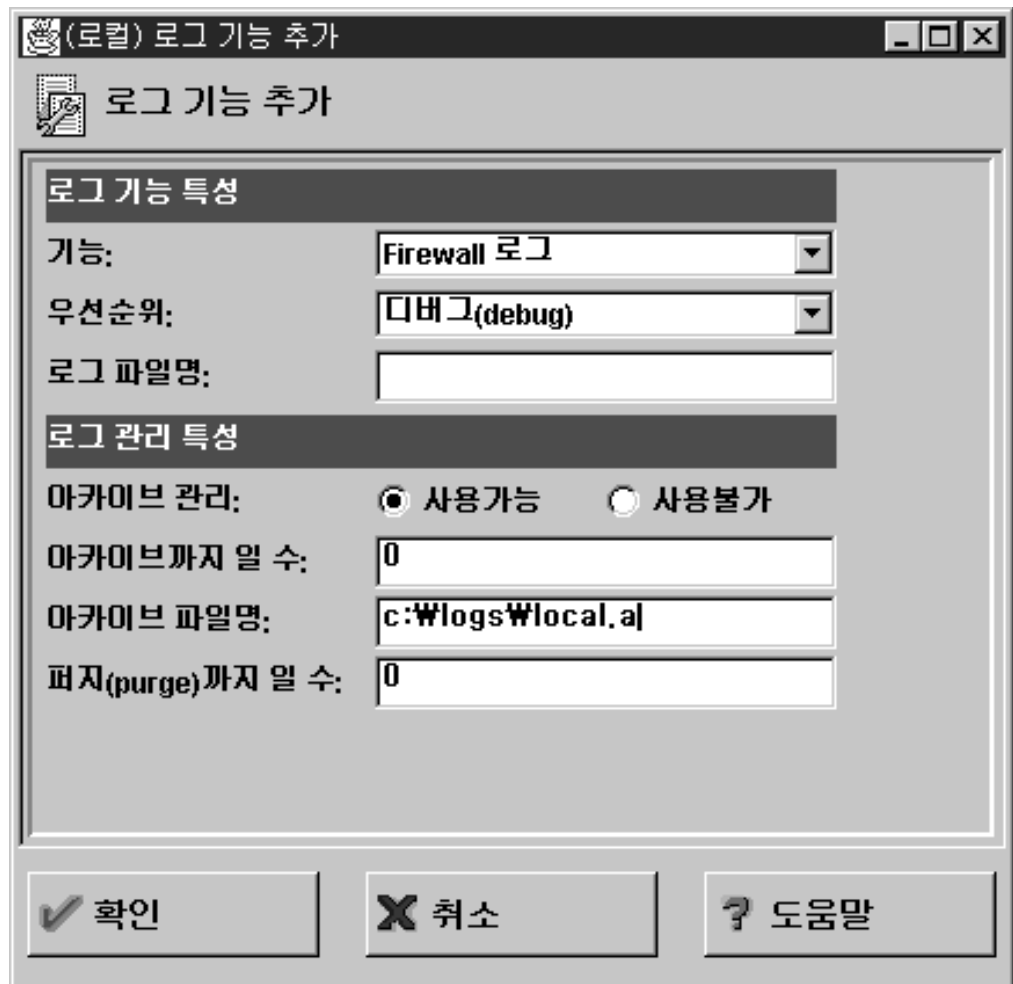 (로컬) 로그 기능 추가
로그 기능 추가
로그 기능 특성
기능: Firewall 로그
우선순위: 디버그(debug)
로그 파일명:
로그 관리 특성
아카이브 관리: 사용가능 사용불가
아카이브까지 일 수: 0
아카이브 파일명: c:₩logs₩local.a
퍼지(purge)까지 일 수: 0
확인 취소 도움말